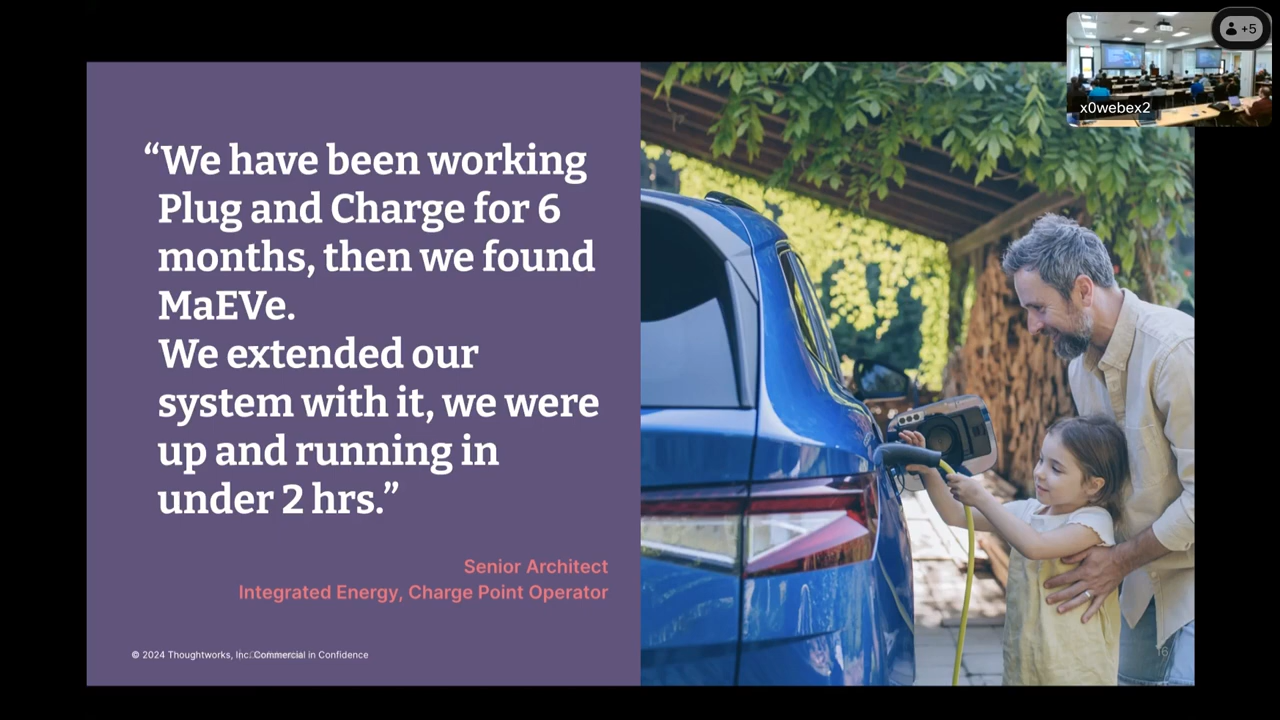 “We have been working
Plug and Charge for 6
months, then we found
MaEVe.
We extended our
system with it, we were
up and running in
under 2 hrs.”
Senior Architect
Integrated Energy, Charge Point Operator
© 2024 Thoughtworks, Inc. Commercial in Confidence
16
+5
x0webex2